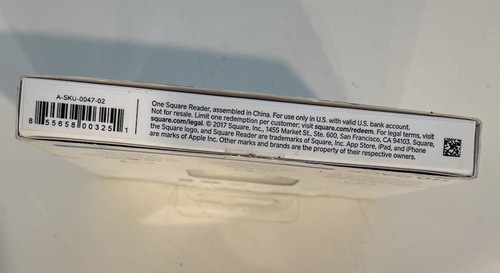 A-SKU-0047-02
8 55658 00325 1
One Square Reader, assembled in China. For use only in U.S. with valid U.S. bank account.
Not for resale. Limit one redemption per customer; visit square.com/redeem. For legal terms, visit
square.com/legal. © 2017 Square, Inc., 1455 Market St., Ste. 600, San Francisco, CA 94103. Square,
the Square logo, and Square Reader are trademarks of Square, Inc. App Store, iPad, and iPhone
are marks of Apple Inc. Other marks and brands are the property of their respective owners.